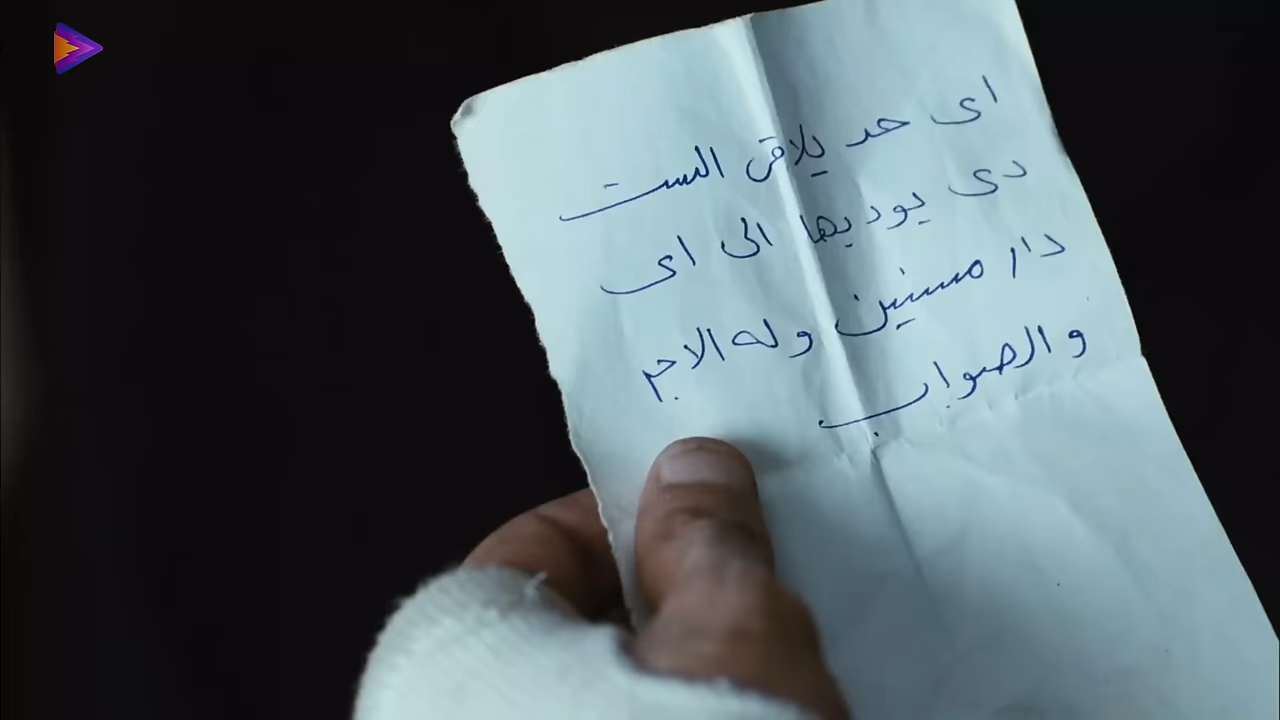 اى حد يلاقى الست
دى يوديها الى اى
دار مسنين وله الاجر
والصواب